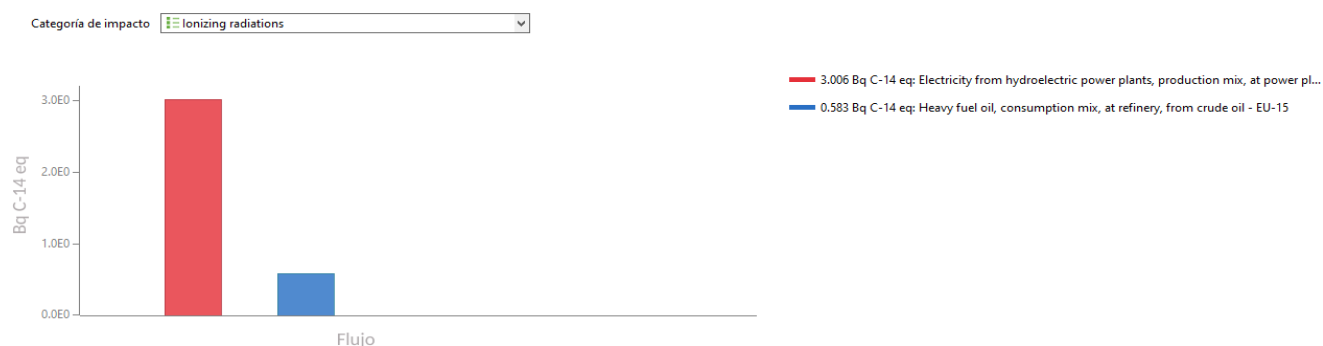 Categoría de impacto Ionizing radiations
3.006 Bq C-14 eq: Electricity from hydroelectric power plants, production mix, at power pl...
0.583 Bq C-14 eq: Heavy fuel oil, consumption mix, at refinery, from crude oil - EU-15
Bq C-14 eq
3.0E0
2.0E0
1.0E0
0.0E0
Flujo